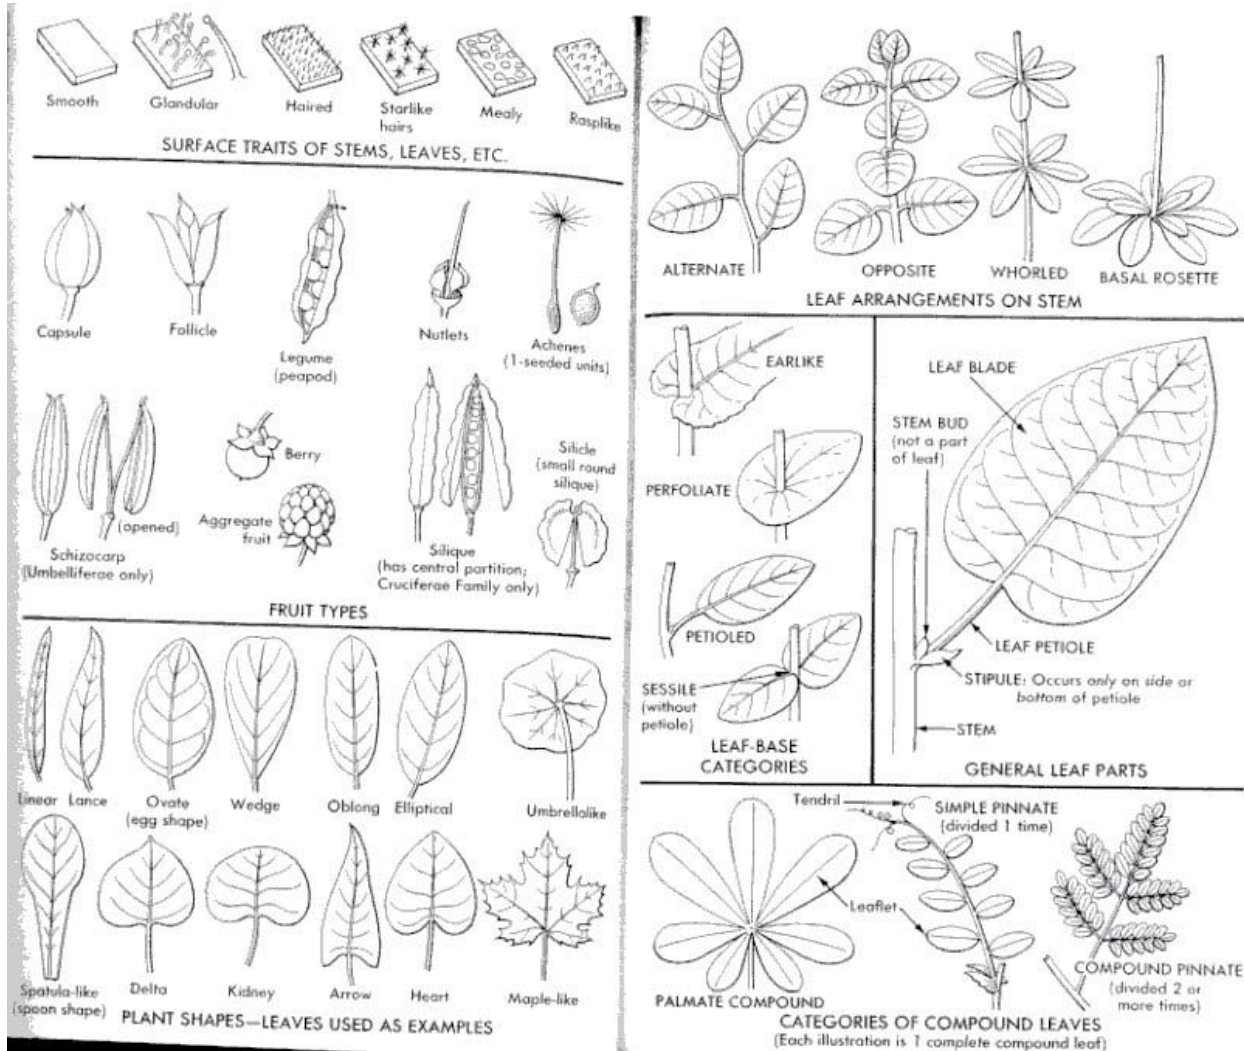 Smooth
Glandular
Haired
Starlike
hairs
Mealy
Rasplike
SURFACE TRAITS OF STEMS, LEAVES, ETC.
Capsule
Follicle
Legume
(peapod)
Nutlets
Achenes
(1-seeded units)
(opened)
Schizocarp
(Umbelliferae only)
Berry
Aggregate
fruit
Silique
(has central partition;
Cruciferae Family only)
Silicle
(small round
silique)
FRUIT TYPES
Linear
Lance
Ovate
(egg shape)
Wedge
Oblong
Elliptical
Umbrellalike
Spatula-like
(spoon shape)
Delta
Kidney
Arrow
Heart
Maple-like
PLANT SHAPES—LEAVES USED AS EXAMPLES
ALTERNATE
OPPOSITE
WHORLED
BASAL ROSETTE
LEAF ARRANGEMENTS ON STEM
EARLIKE
PERFOLIATE
PETIOLED
SESSILE
(without
petiole)
LEAF-BASE
CATEGORIES
LEAF BLADE
STEM BUD
(not a part
of leaf)
LEAF PETIOLE
STIPULE: Occurs only on side or
bottom of petiole
STEM
GENERAL LEAF PARTS
Tendril
SIMPLE PINNATE
(divided 1 time)
Leaflet
PALMATE COMPOUND
COMPOUND PINNATE
(divided 2 or
more times)
CATEGORIES OF COMPOUND LEAVES
(Each illustration is 1 complete compound leaf)